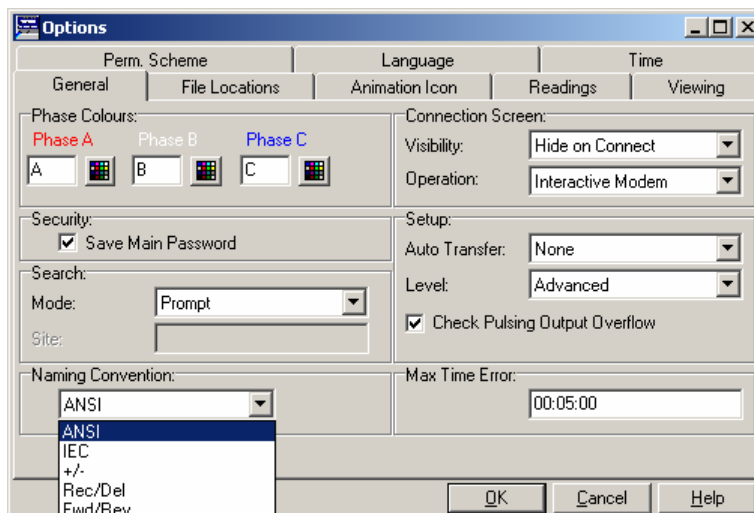 Options
Perm. Scheme Language Time
General File Locations Animation Icon Readings Viewing
Phase Colours:
Phase A Phase B Phase C
A B C
Security:
Save Main Password
Search:
Mode: Prompt
Site:
Naming Convention:
ANSI
ANSI
IEC
+/-
Rec/Del
Fwd/Rev
Connection Screen:
Visibility: Hide on Connect
Operation: Interactive Modem
Setup:
Auto Transfer: None
Level: Advanced
Check Pulsing Output Overflow
Max Time Error:
00:05:00
OK Cancel Help